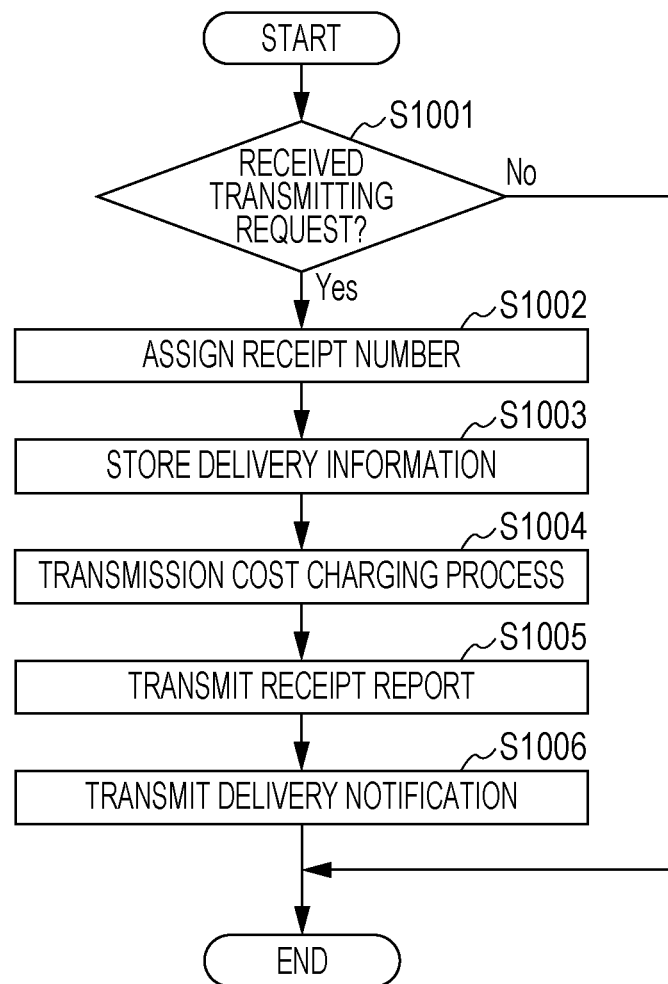 START
S1001
RECEIVED
TRANSMITTING
REQUEST?
No
Yes
S1002
ASSIGN RECEIPT NUMBER
S1003
STORE DELIVERY INFORMATION
S1004
TRANSMISSION COST CHARGING PROCESS
S1005
TRANSMIT RECEIPT REPORT
S1006
TRANSMIT DELIVERY NOTIFICATION
END